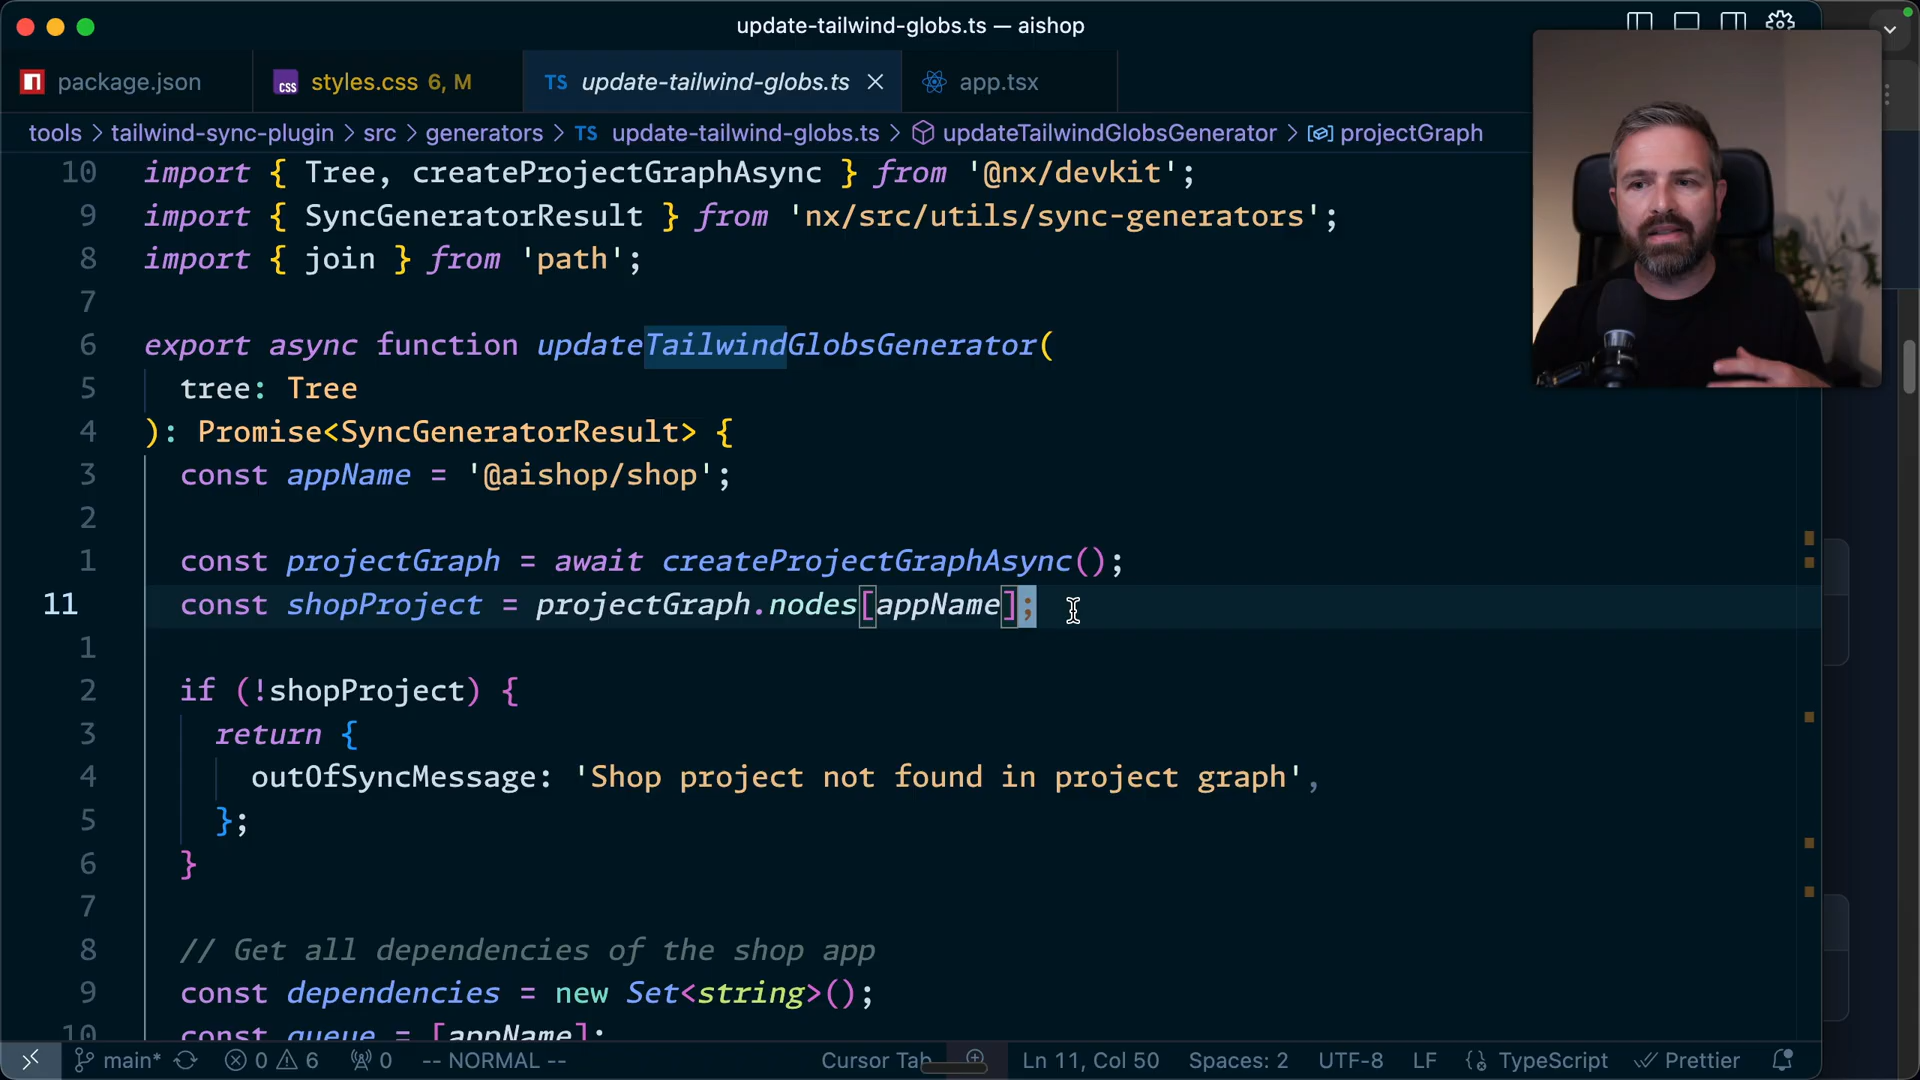 update-tailwind-globs.ts — aishop
package.json
styles.css 6, M
TS update-tailwind-globs.ts
app.tsx
tools > tailwind-sync-plugin > src > generators > TS update-tailwind-globs.ts > updateTailwindGlobsGenerator > projectGraph
10 import { Tree, createProjectGraphAsync } from '@nx/devkit';
9 import { SyncGeneratorResult } from 'nx/src/utils/sync-generators';
8 import { join } from 'path';
7
6 export async function updateTailwindGlobsGenerator(
5 tree: Tree
4 ): Promise<SyncGeneratorResult> {
3 const appName = '@aishop/shop';
2
1 const projectGraph = await createProjectGraphAsync();
11 const shopProject = projectGraph.nodes[appName];
1
2 if (!shopProject) {
3 return {
4 outOfSyncMessage: 'Shop project not found in project graph',
5 };
6 }
7
8 // Get all dependencies of the shop app
9 const dependencies = new Set<string>();
10 const queue = [appName];
main* 0 6 0 -- NORMAL -- Cursor Tab Ln 11, Col 50 Spaces: 2 UTF-8 LF {} TypeScript Prettier